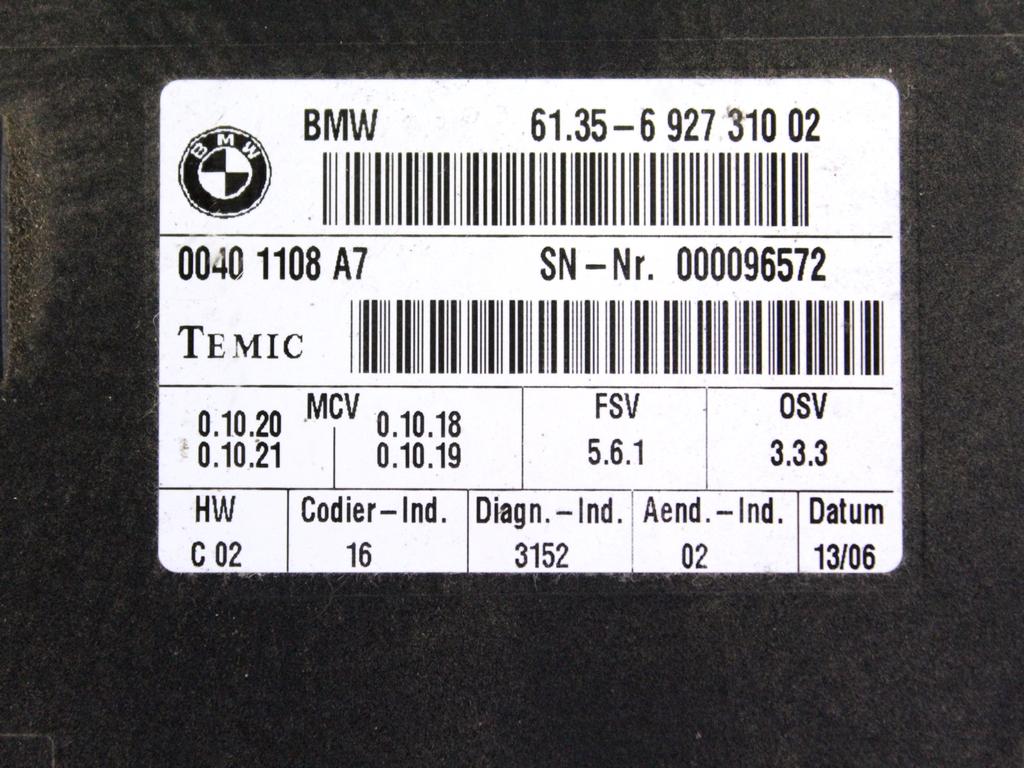 BMW
BMW 61.35-6 927 310 02
0040 1108 A7 SN-Nr. 000096572
TEMIC
MCV FSV OSV
0.10.20 0.10.18
0.10.21 0.10.19 5.6.1 3.3.3
HW Codier-Ind. Diagn.-Ind. Aend.-Ind. Datum
C 02 16 3152 02 13/06